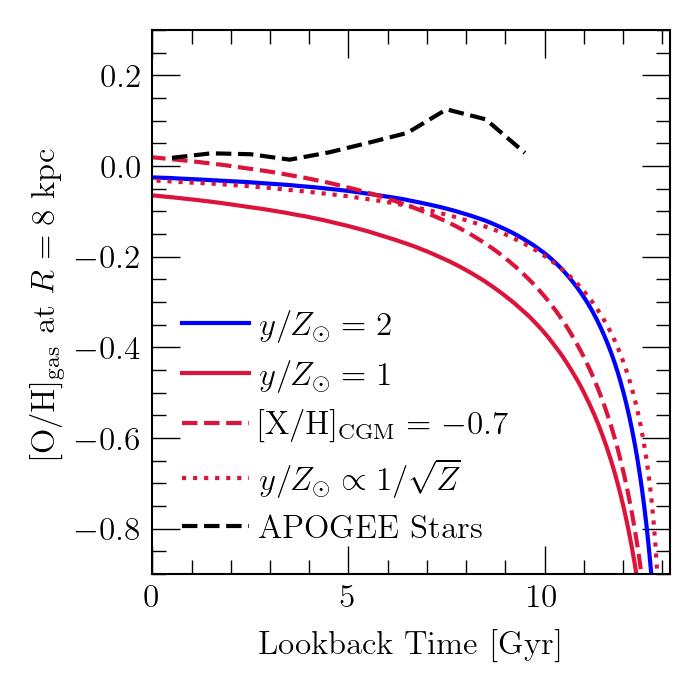 [O/H]gas at R = 8 kpc
0.2
0.0
−0.2
−0.4
−0.6
−0.8
y/Z⊙ = 2
y/Z⊙ = 1
[X/H]CGM = −0.7
y/Z⊙ ∝ 1/√Z
APOGEE Stars
0 5 10
Lookback Time [Gyr]